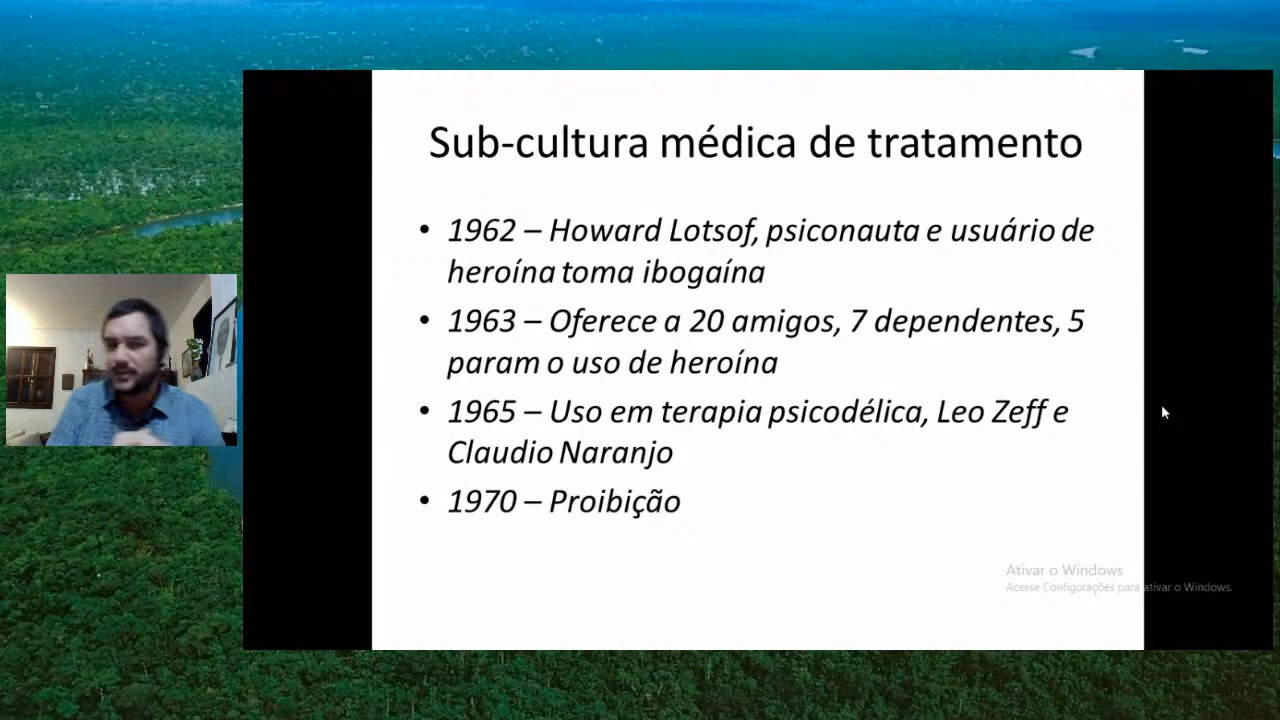 Sub-cultura médica de tratamento
• 1962 – Howard Lotsof, psiconauta e usuário de
heroína toma ibogaína
• 1963 – Oferece a 20 amigos, 7 dependentes, 5
param o uso de heroína
• 1965 – Uso em terapia psicodélica, Leo Zeff e
Claudio Naranjo
• 1970 – Proibição
Ativar o Windows
Acesse Configurações para ativar o Windows.